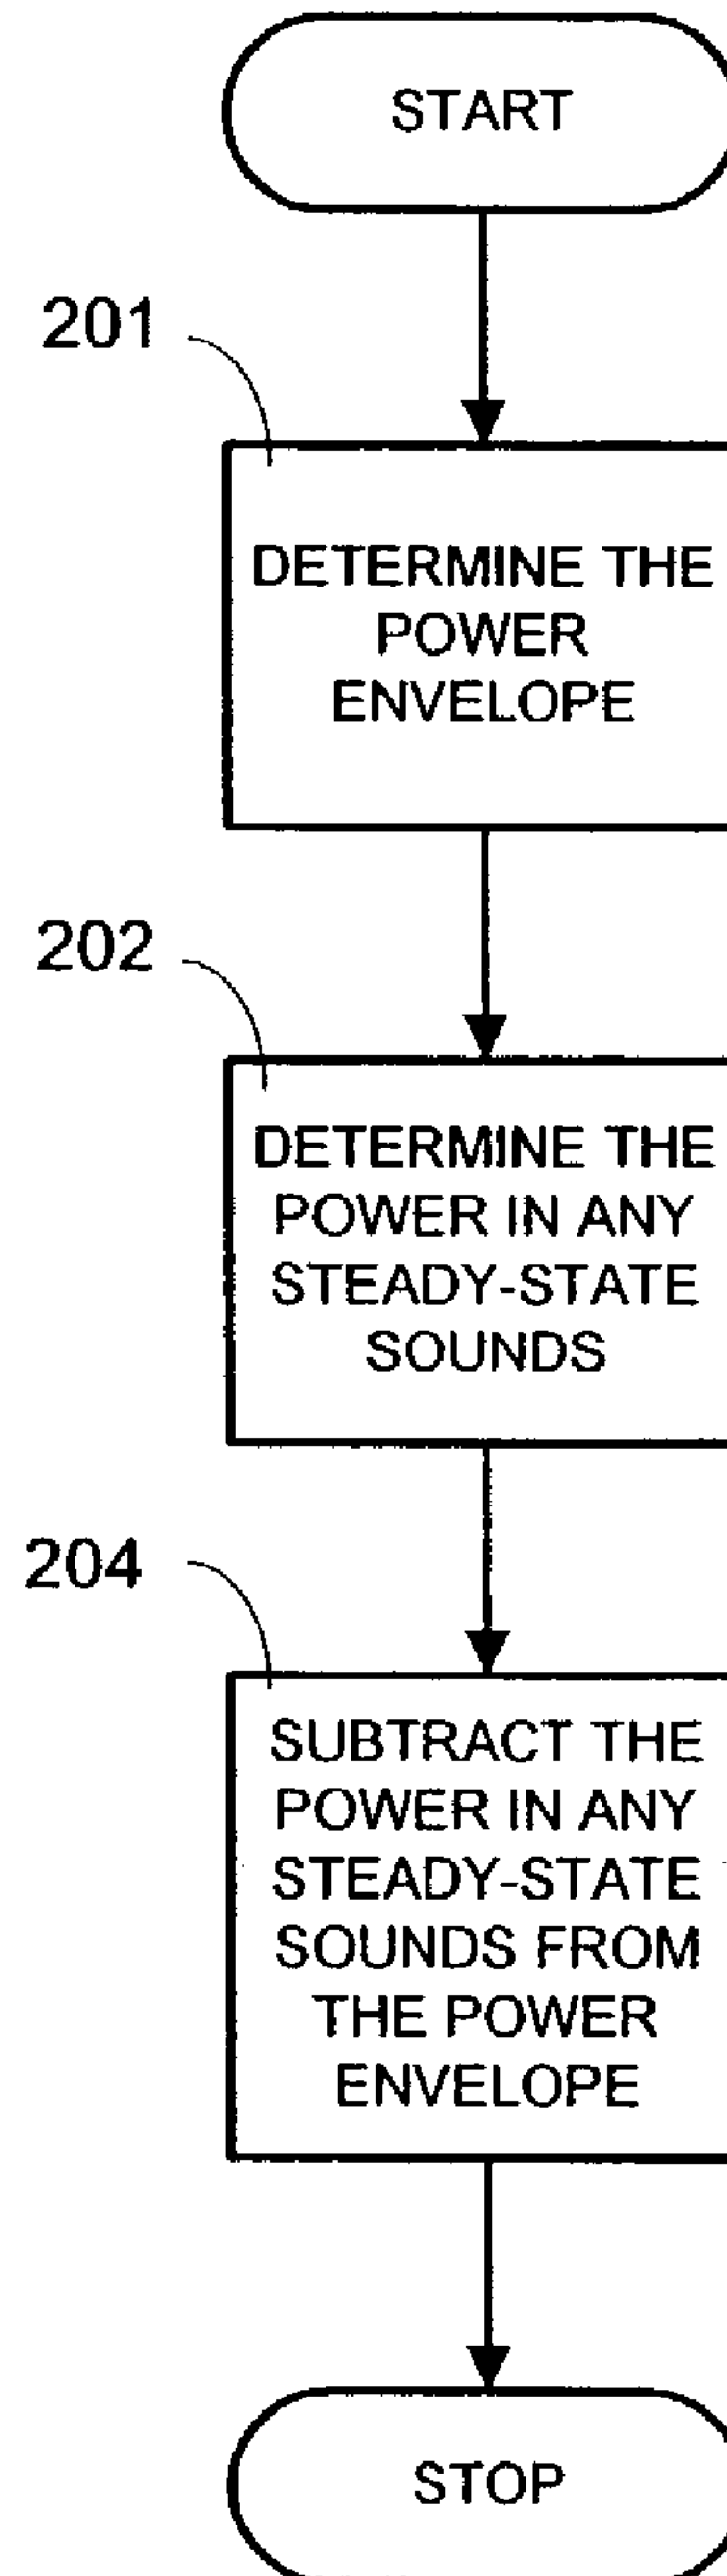 START
201
DETERMINE THE
POWER
ENVELOPE
202
DETERMINE THE
POWER IN ANY
STEADY-STATE
SOUNDS
204
SUBTRACT THE
POWER IN ANY
STEADY-STATE
SOUNDS FROM
THE POWER
ENVELOPE
STOP